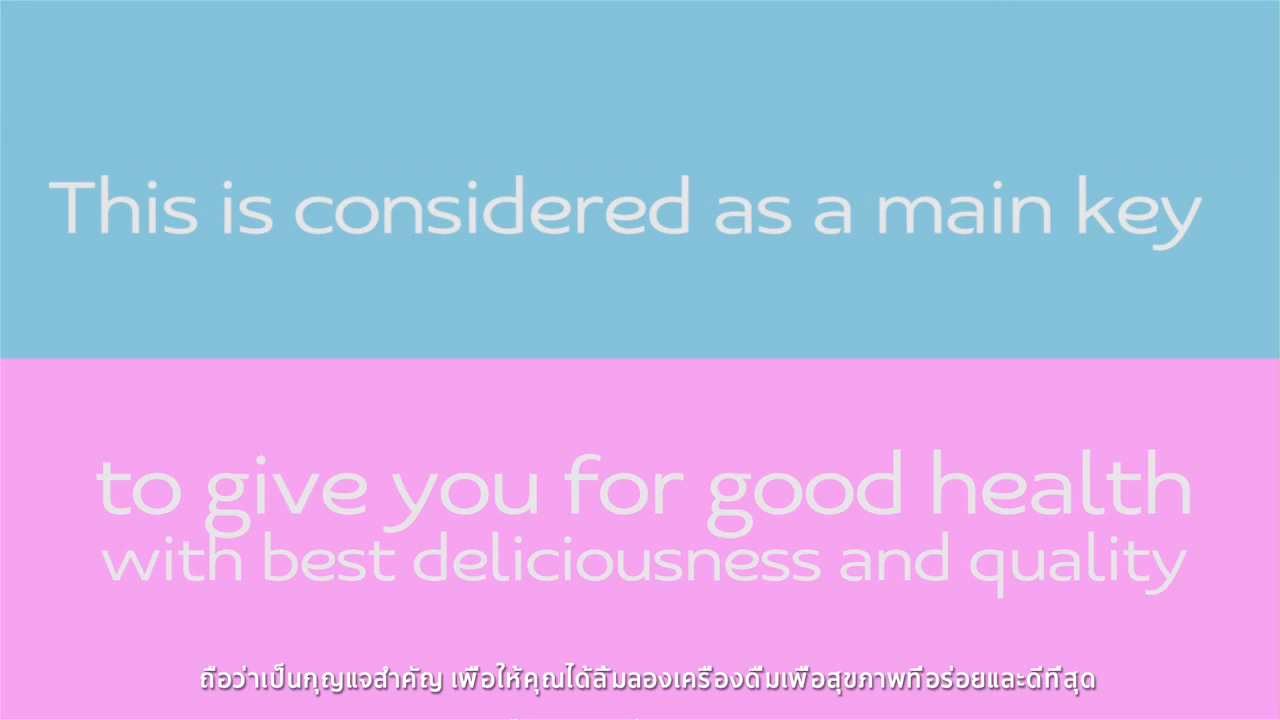 This is considered as a main key
to give you for good health
with best deliciousness and quality
ถือว่าเป็นกุญแจสำคัญ เพื่อให้คุณได้ลิ้มลองเครื่องดื่มเพื่อสุขภาพที่อร่อยและดีที่สุด